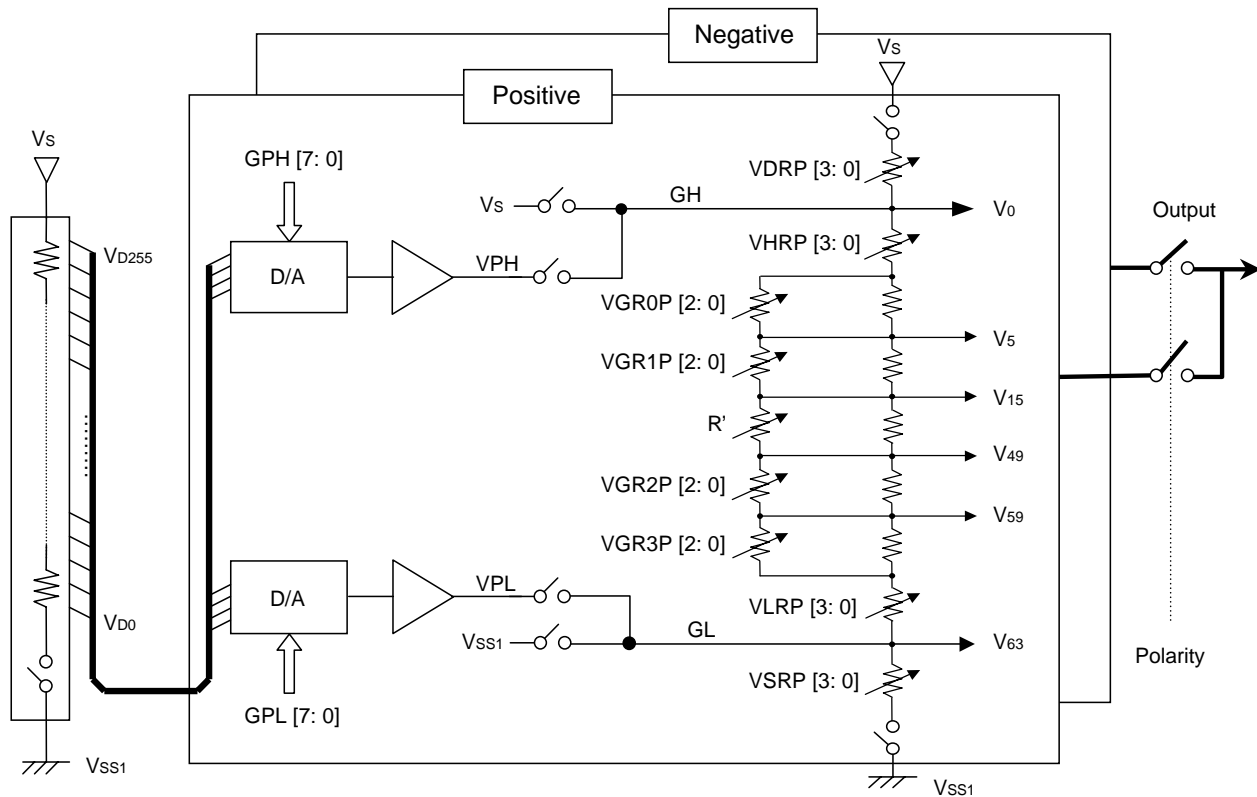 Negative
Positive
Vs
Vs
GPH [7: 0]
VDRP [3: 0]
GH
Vs
V0
Output
VD255
VHRP [3: 0]
D/A
VPH
VGR0P [2: 0]
V5
VGR1P [2: 0]
V15
R'
V49
VGR2P [2: 0]
V59
VGR3P [2: 0]
VPL
D/A
VLRP [3: 0]
VD0
VSS1
GL
V63
Polarity
VSRP [3: 0]
GPL [7: 0]
VSS1
VSS1